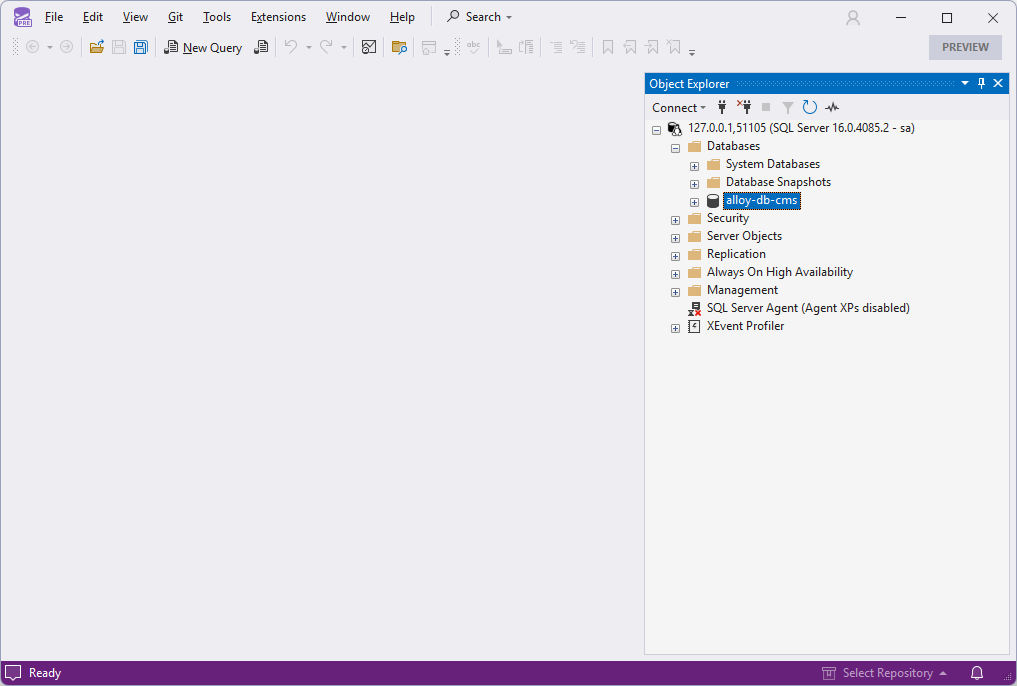 File Edit View Git Tools Extensions Window Help Search
PRE
New Query abc PREVIEW
Object Explorer
Connect
127.0.0.1,51105 (SQL Server 16.0.4085.2 - sa)
Databases
System Databases
Database Snapshots
alloy-db-cms
Security
Server Objects
Replication
Always On High Availability
Management
SQL Server Agent (Agent XPs disabled)
XEvent Profiler
Ready Select Repository